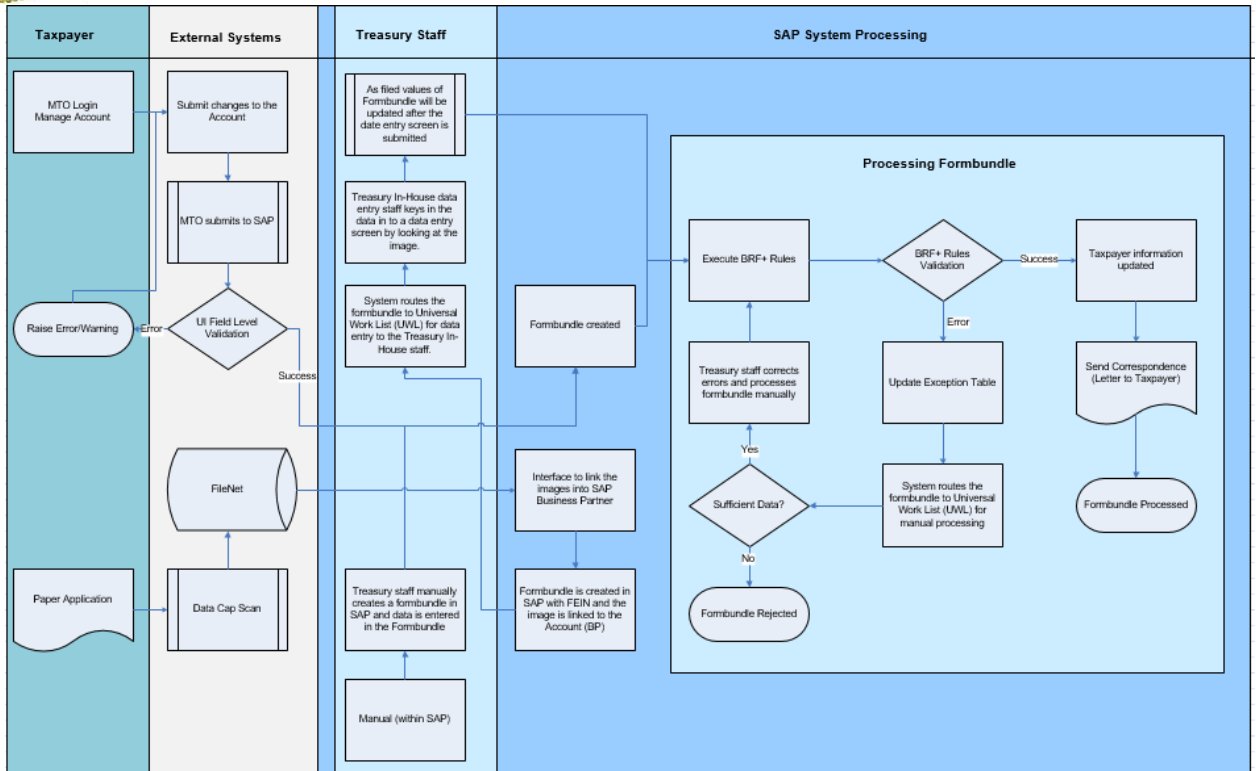 Taxpayer
External Systems
Treasury Staff
SAP System Processing
MTO Login
Manage Account
Submit changes to the
Account
As filed values of
Formbundle will be
updated after the
date entry screen is
submitted
Processing Formbundle
MTO submits to SAP
Treasury In-House data
entry staff keys in the
data in to a data entry
screen by looking at the
image.
Execute BRF+ Rules
BRF+ Rules
Validation
Success
Taxpayer information
updated
Raise Error/Warning
Error
UI Field Level
Validation
Success
System routes the
formbundle to Universal
Work List (UWL) for data
entry to the Treasury In-
House staff.
Formbundle created
Error
Treasury staff corrects
errors and processes
formbundle manually
Update Exception Table
Send Correspondence
(Letter to Taxpayer)
FileNet
Interface to link the
images into SAP
Business Partner
Yes
Sufficient Data?
System routes the
formbundle to Universal
Work List (UWL) for
manual processing
Formbundle Processed
No
Paper Application
Data Cap Scan
Treasury staff manually
creates a formbundle in
SAP and data is entered
in the Formbundle
Formbundle is created in
SAP with FEIN and the
image is linked to the
Account (BP)
Formbundle Rejected
Manual (within SAP)